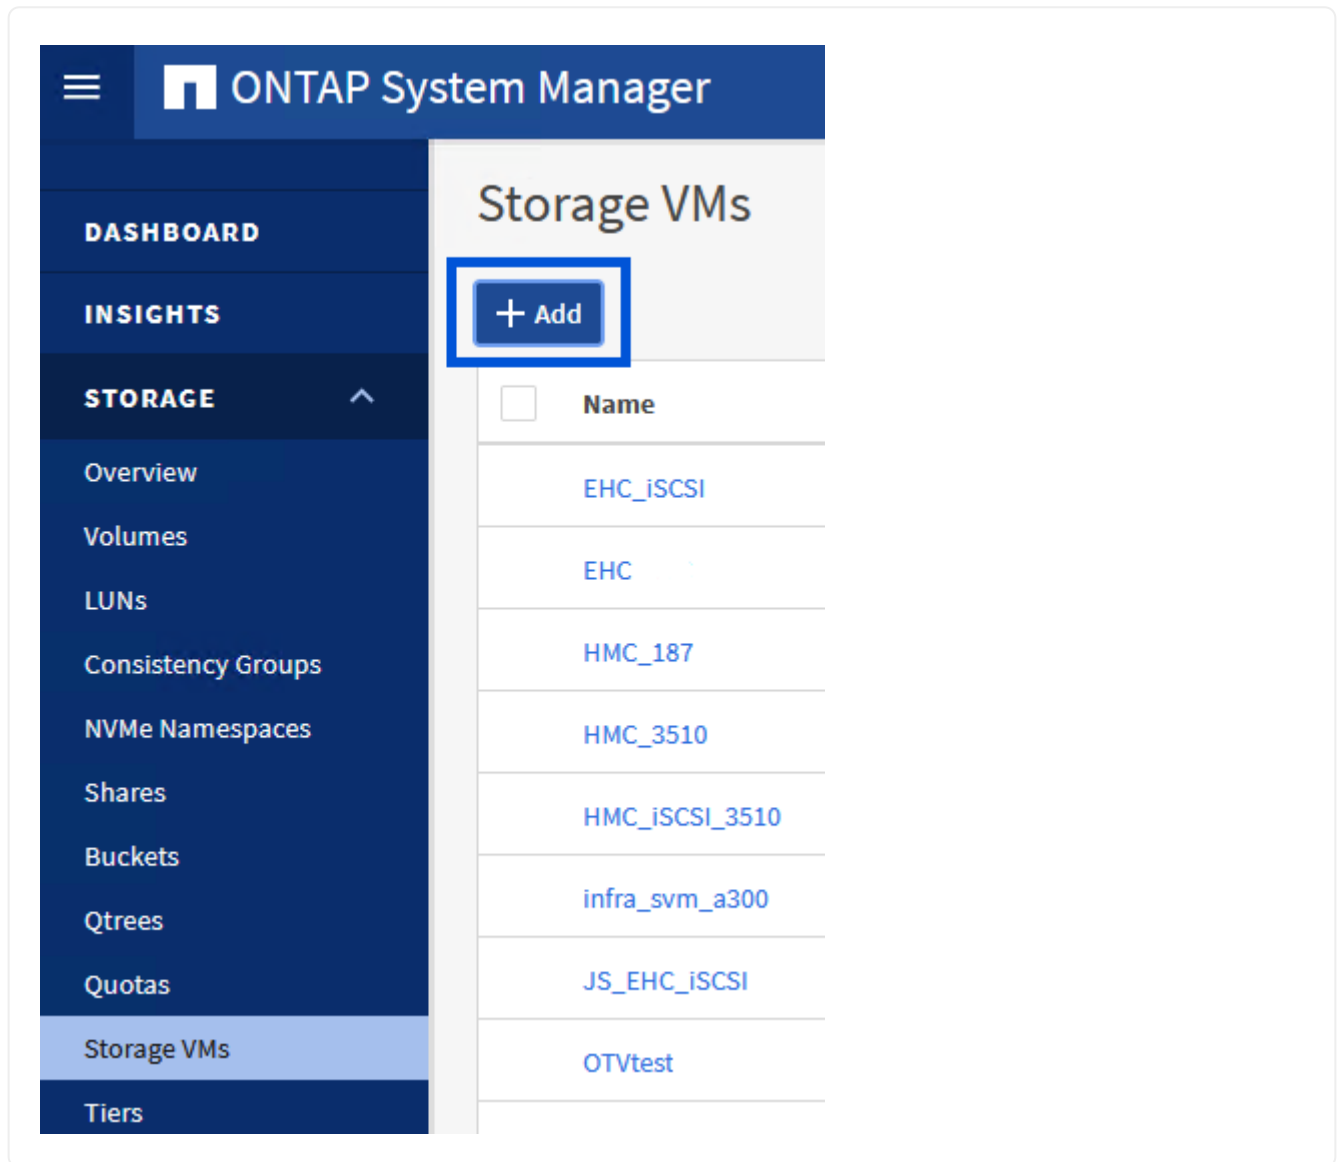 ONTAP System Manager
DASHBOARD
INSIGHTS
STORAGE
Overview
Volumes
LUNs
Consistency Groups
NVMe Namespaces
Shares
Buckets
Qtrees
Quotas
Storage VMs
Tiers
Storage VMs
+ Add
Name
EHC_iSCSI
EHC
HMC_187
HMC_3510
HMC_iSCSI_3510
infra_svm_a300
JS_EHC_iSCSI
OTVtest